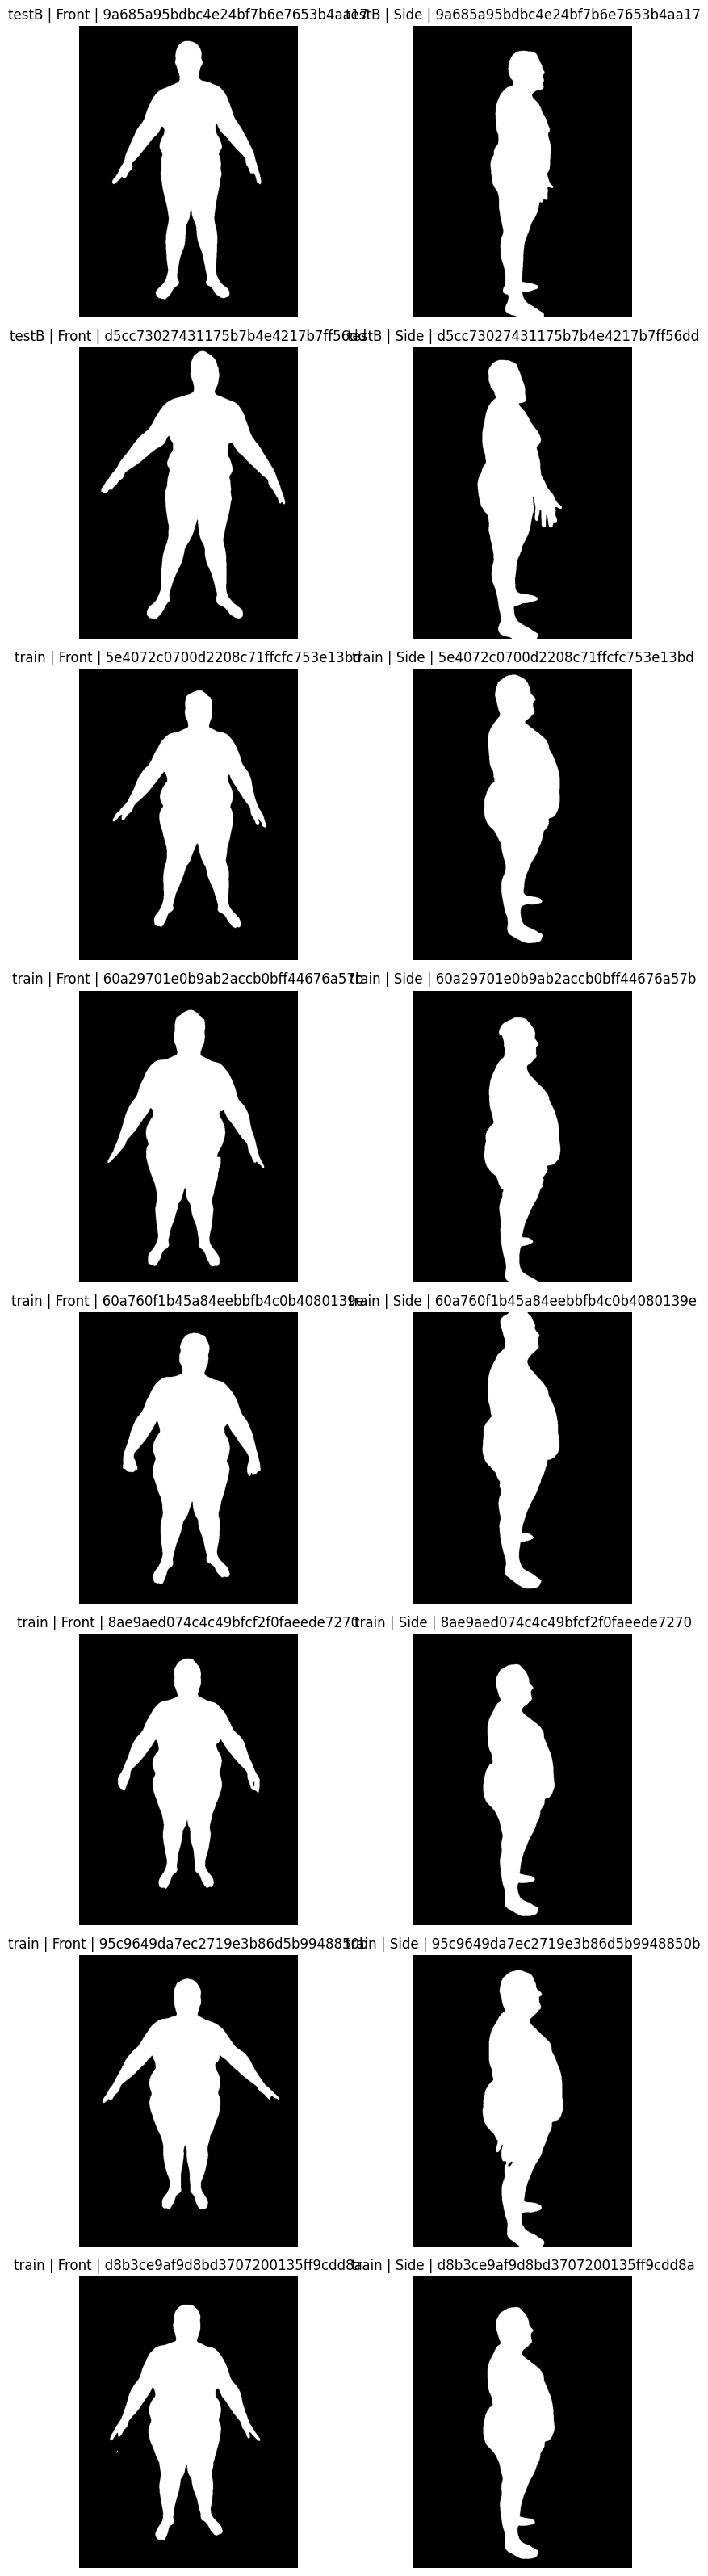 testB | Front | 9a685a95bdbc4e24bf7b6e7653b4aa17
testB | Side | 9a685a95bdbc4e24bf7b6e7653b4aa17
testB | Front | d5cc73027431175b7b4e4217b7ff56dd
testB | Side | d5cc73027431175b7b4e4217b7ff56dd
train | Front | 5e4072c0700d2208c71ffcfc753e13bd
train | Side | 5e4072c0700d2208c71ffcfc753e13bd
train | Front | 60a29701e0b9ab2accb0bff44676a57b
train | Side | 60a29701e0b9ab2accb0bff44676a57b
train | Front | 60a760f1b45a84eebbfb4c0b4080139e
train | Side | 60a760f1b45a84eebbfb4c0b4080139e
train | Front | 8ae9aed074c4c49bfcf2f0faeede7270
train | Side | 8ae9aed074c4c49bfcf2f0faeede7270
train | Front | 95c9649da7ec2719e3b86d5b9948850b
train | Side | 95c9649da7ec2719e3b86d5b9948850b
train | Front | d8b3ce9af9d8bd3707200135ff9cdd8a
train | Side | d8b3ce9af9d8bd3707200135ff9cdd8a